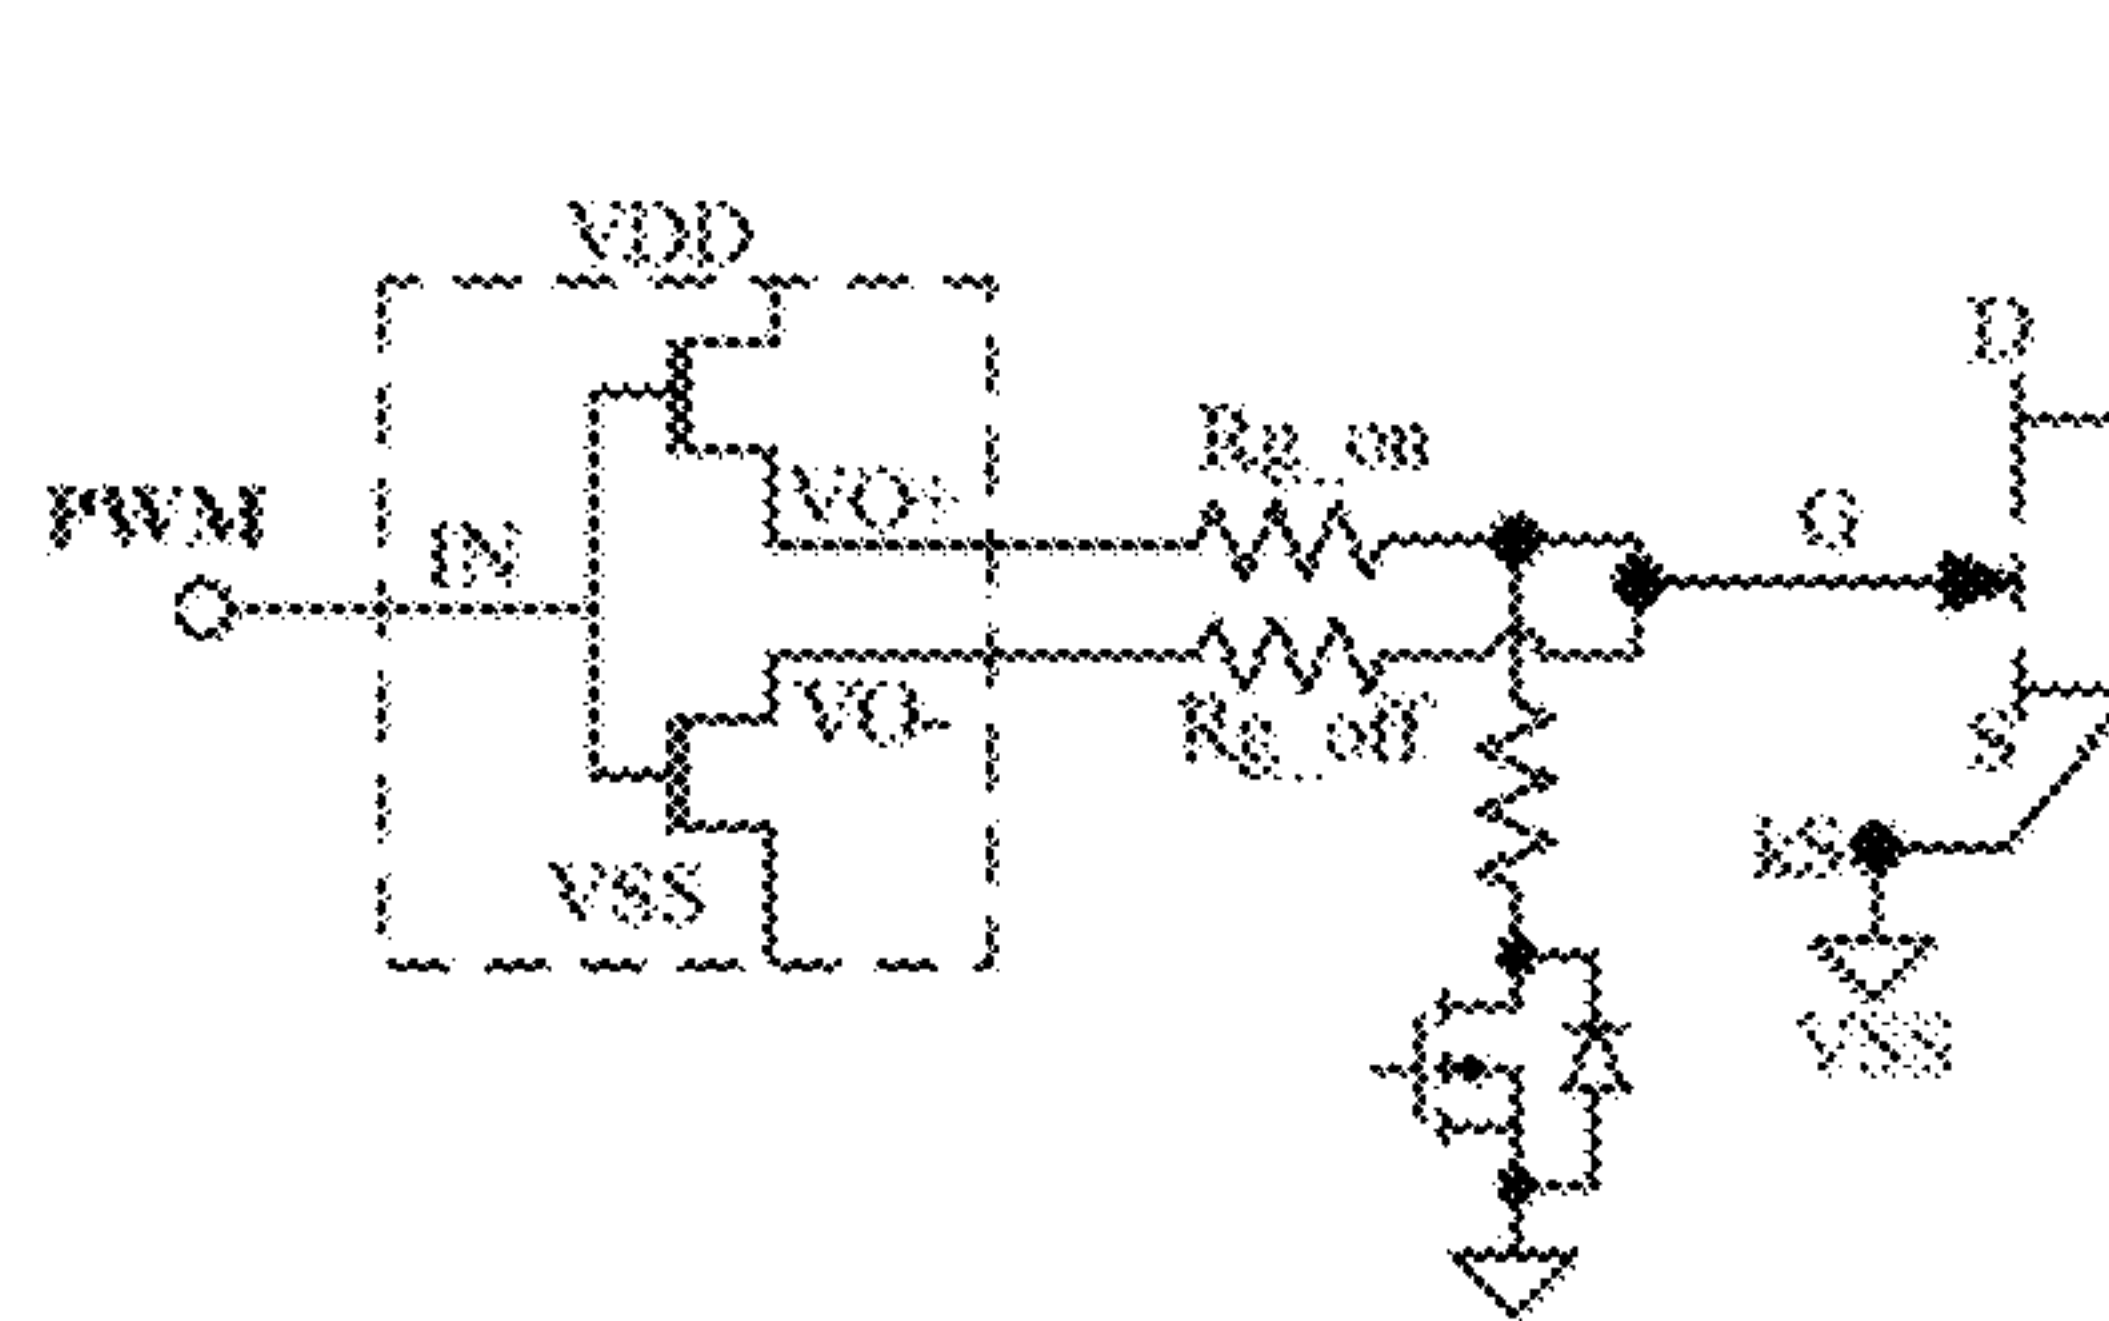 VDD
D
Rg_on
PWM
IN
VO+
G
VO-
Rg_off
S
KS
VSS
VSS